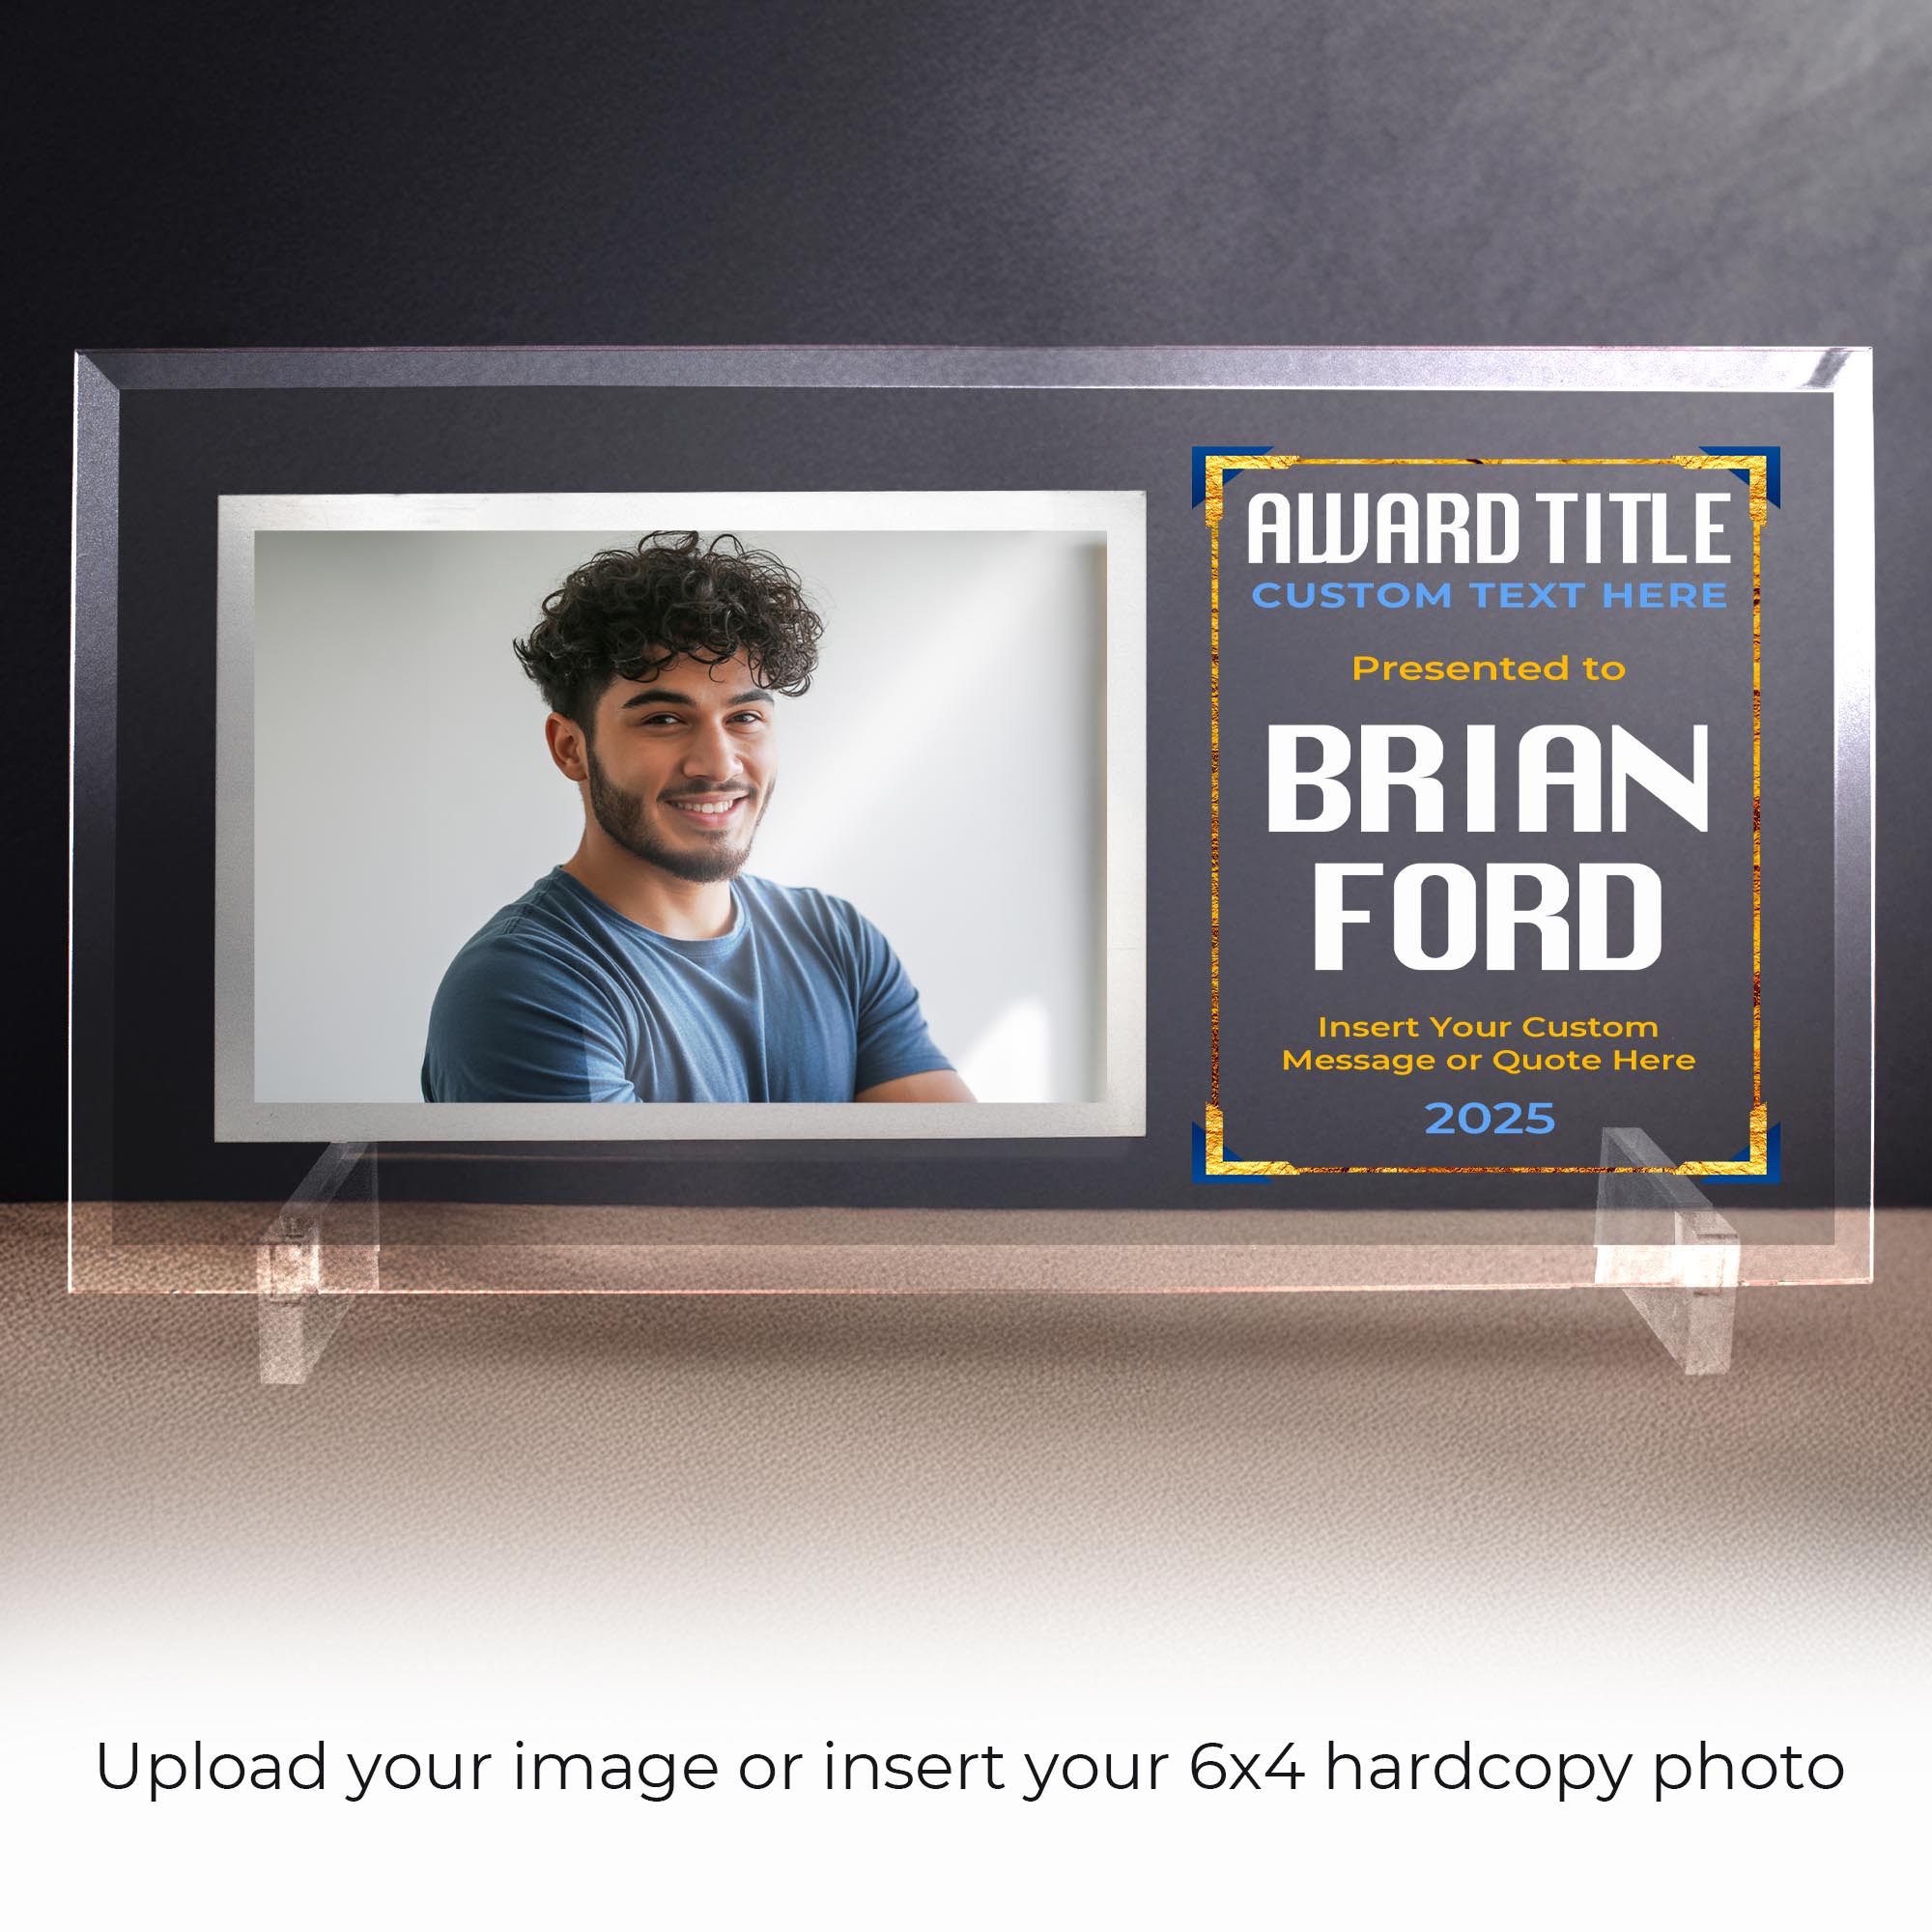 AWARD TITLE
CUSTOM TEXT HERE
Presented to
BRIAN
FORD
Insert Your Custom
Message or Quote Here
2025
Upload your image or insert your 6x4 hardcopy photo